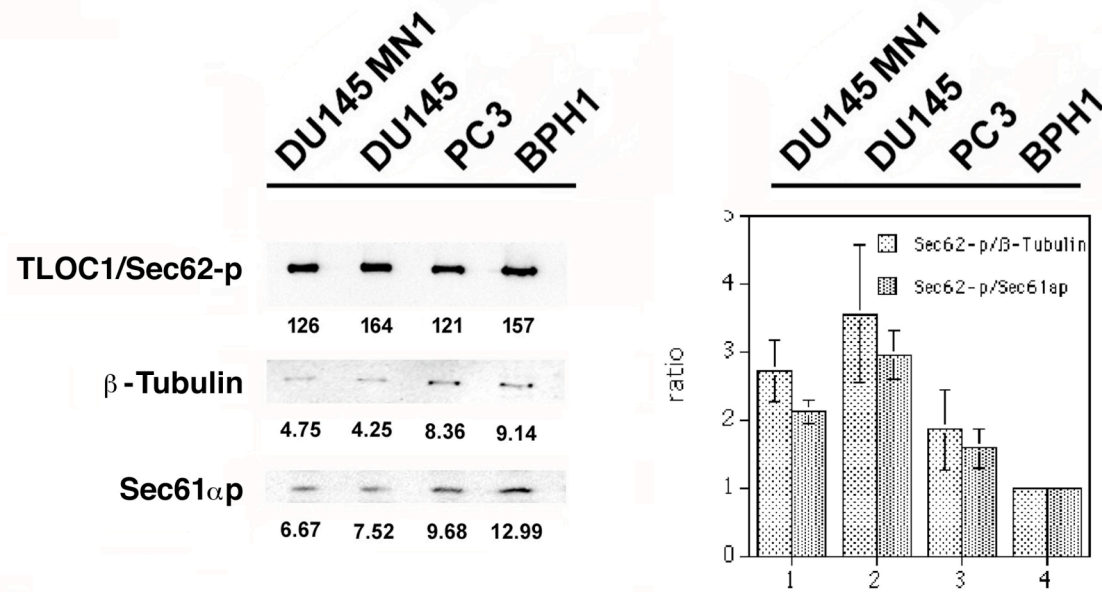 DU145 MN1
DU145
PC3
BPH1
TLOC1/Sec62-p
126 164 121 157
β-Tubulin
4.75 4.25 8.36 9.14
Sec61αp
6.67 7.52 9.68 12.99
DU145 MN1
DU145
PC3
BPH1
Sec62-p/β-Tubulin
Sec62-p/Sec61ap
ratio
5
4
3
2
1
0
1 2 3 4